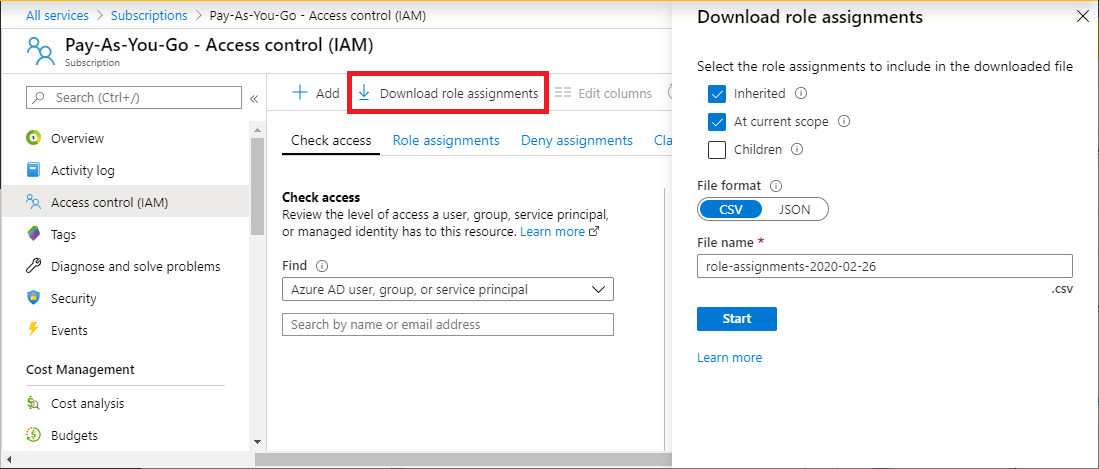 All services > Subscriptions > Pay-As-You-Go - Access control (IAM)
Pay-As-You-Go - Access control (IAM)
Subscription
Search (Ctrl+/)
«
Overview
Activity log
Access control (IAM)
Tags
Diagnose and solve problems
Security
Events
Cost Management
Cost analysis
Budgets
+ Add
Download role assignments
Edit columns
Check access
Role assignments
Deny assignments
Cla
Check access
Review the level of access a user, group, service principal,
or managed identity has to this resource. Learn more
Find
Azure AD user, group, or service principal
Search by name or email address
Download role assignments
Select the role assignments to include in the downloaded file
Inherited
At current scope
Children
File format
CSV JSON
File name *
role-assignments-2020-02-26
.csv
Start
Learn more